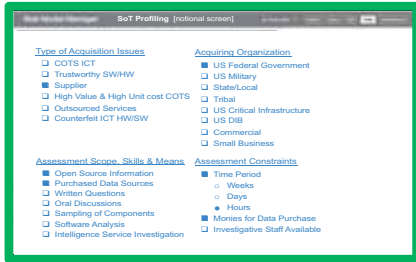 SoT Profiling [notional screen]
Type of Acquisition Issues
COTS ICT
Trustworthy SW/HW
Supplier
High Value & High Unit cost COTS
Outsourced Services
Counterfeit ICT HW/SW
Acquiring Organization
US Federal Government
US Military
State/Local
Tribal
US Critical Infrastructure
US DIB
Commercial
Small Business
Assessment Scope, Skills & Means
Open Source Information
Purchased Data Sources
Written Questions
Oral Discussions
Sampling of Components
Software Analysis
Intelligence Service Investigation
Assessment Constraints
Time Period
Weeks
Days
Hours
Monies for Data Purchase
Investigative Staff Available